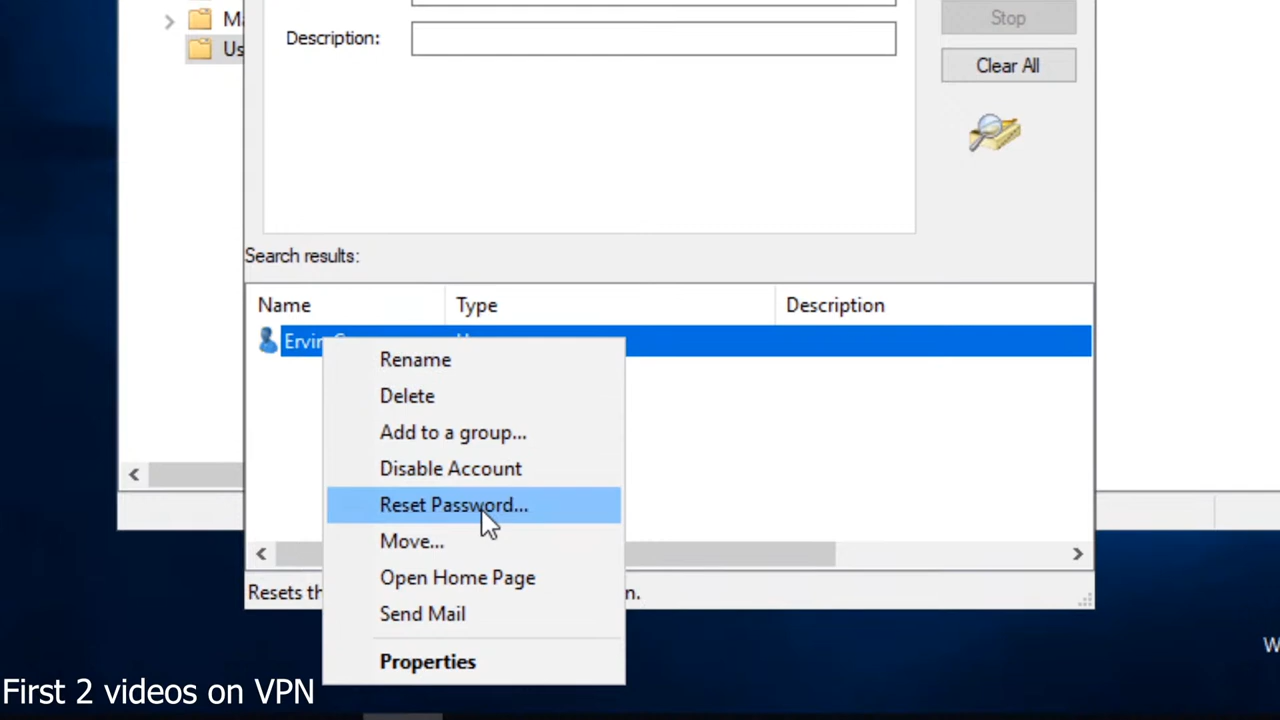 Stop
Description:
Clear All
Search results:
Name Type Description
Rename
Delete
Add to a group...
Disable Account
Reset Password...
Move...
Open Home Page
Send Mail
Properties
First 2 videos on VPN